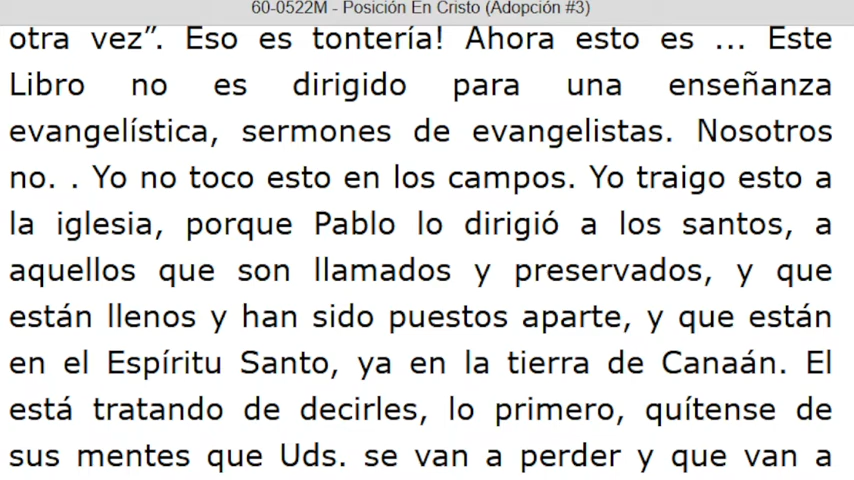 60-0522M - Posición En Cristo (Adopción #3)
otra vez”. Eso es tontería! Ahora esto es ... Este
Libro no es dirigido para una enseñanza
evangelística, sermones de evangelistas. Nosotros
no. . Yo no toco esto en los campos. Yo traigo esto a
la iglesia, porque Pablo lo dirigió a los santos, a
aquellos que son llamados y preservados, y que
están llenos y han sido puestos aparte, y que están
en el Espíritu Santo, ya en la tierra de Canaán. El
está tratando de decirles, lo primero, quítense de
sus mentes que Uds. se van a perder y que van a